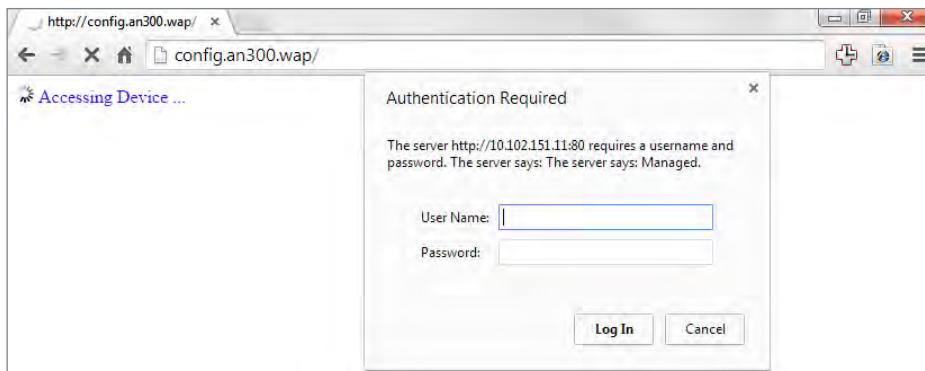 http://config.an300.wap/
config.an300.wap/
Accessing Device ...
Authentication Required
The server http://10.102.151.11:80 requires a username and
password. The server says: The server says: Managed.
User Name:
Password:
Log In Cancel